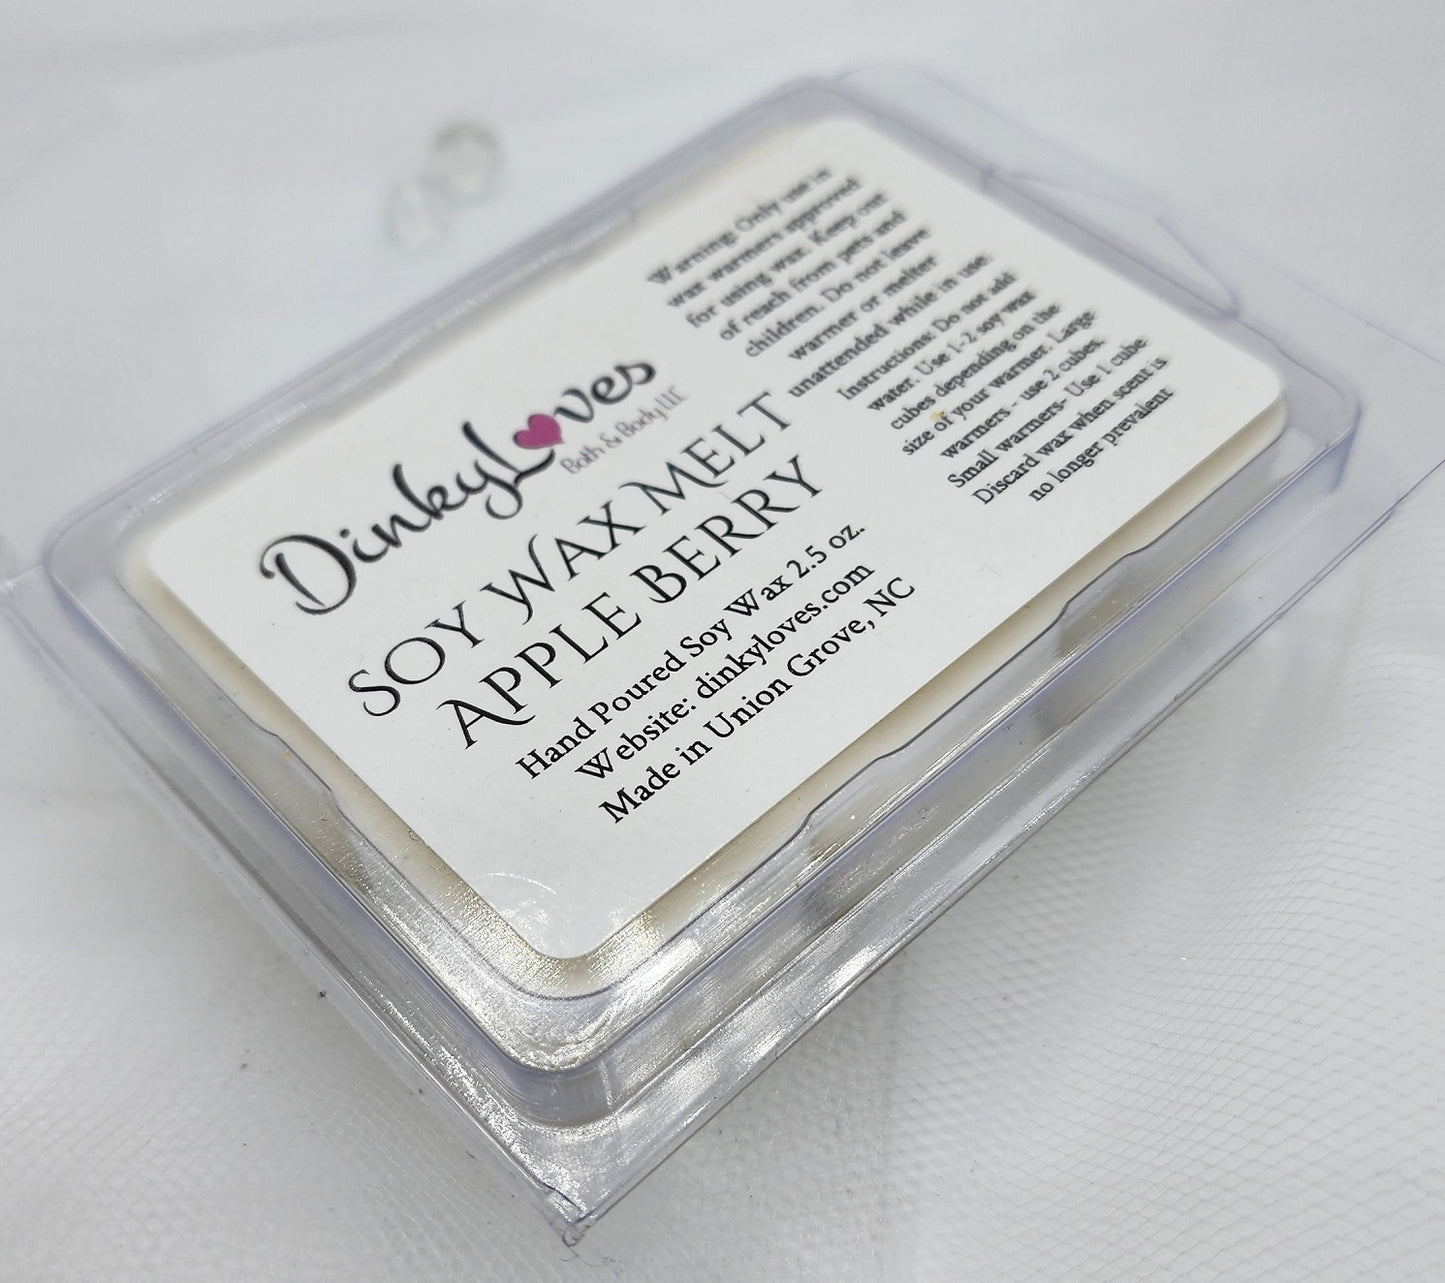 DinkyLoves
Bath & Body LLC
SOY WAX MELT
APPLE BERRY
Hand Poured Soy Wax 2.5 oz.
Website: dinkyloves.com
Made in Union Grove, NC
Warning: Only use in
wax warmers approved
for using wax. Keep out
of reach from pets and
children. Do not leave
warmer or melter
unattended while in use.
Instructions: Do not add
water. Use 1-2 soy wax
cubes depending on the
size of your warmer. Large
warmers - use 2 cubes.
Small warmers- Use 1 cube
Discard wax when scent is
no longer prevalent